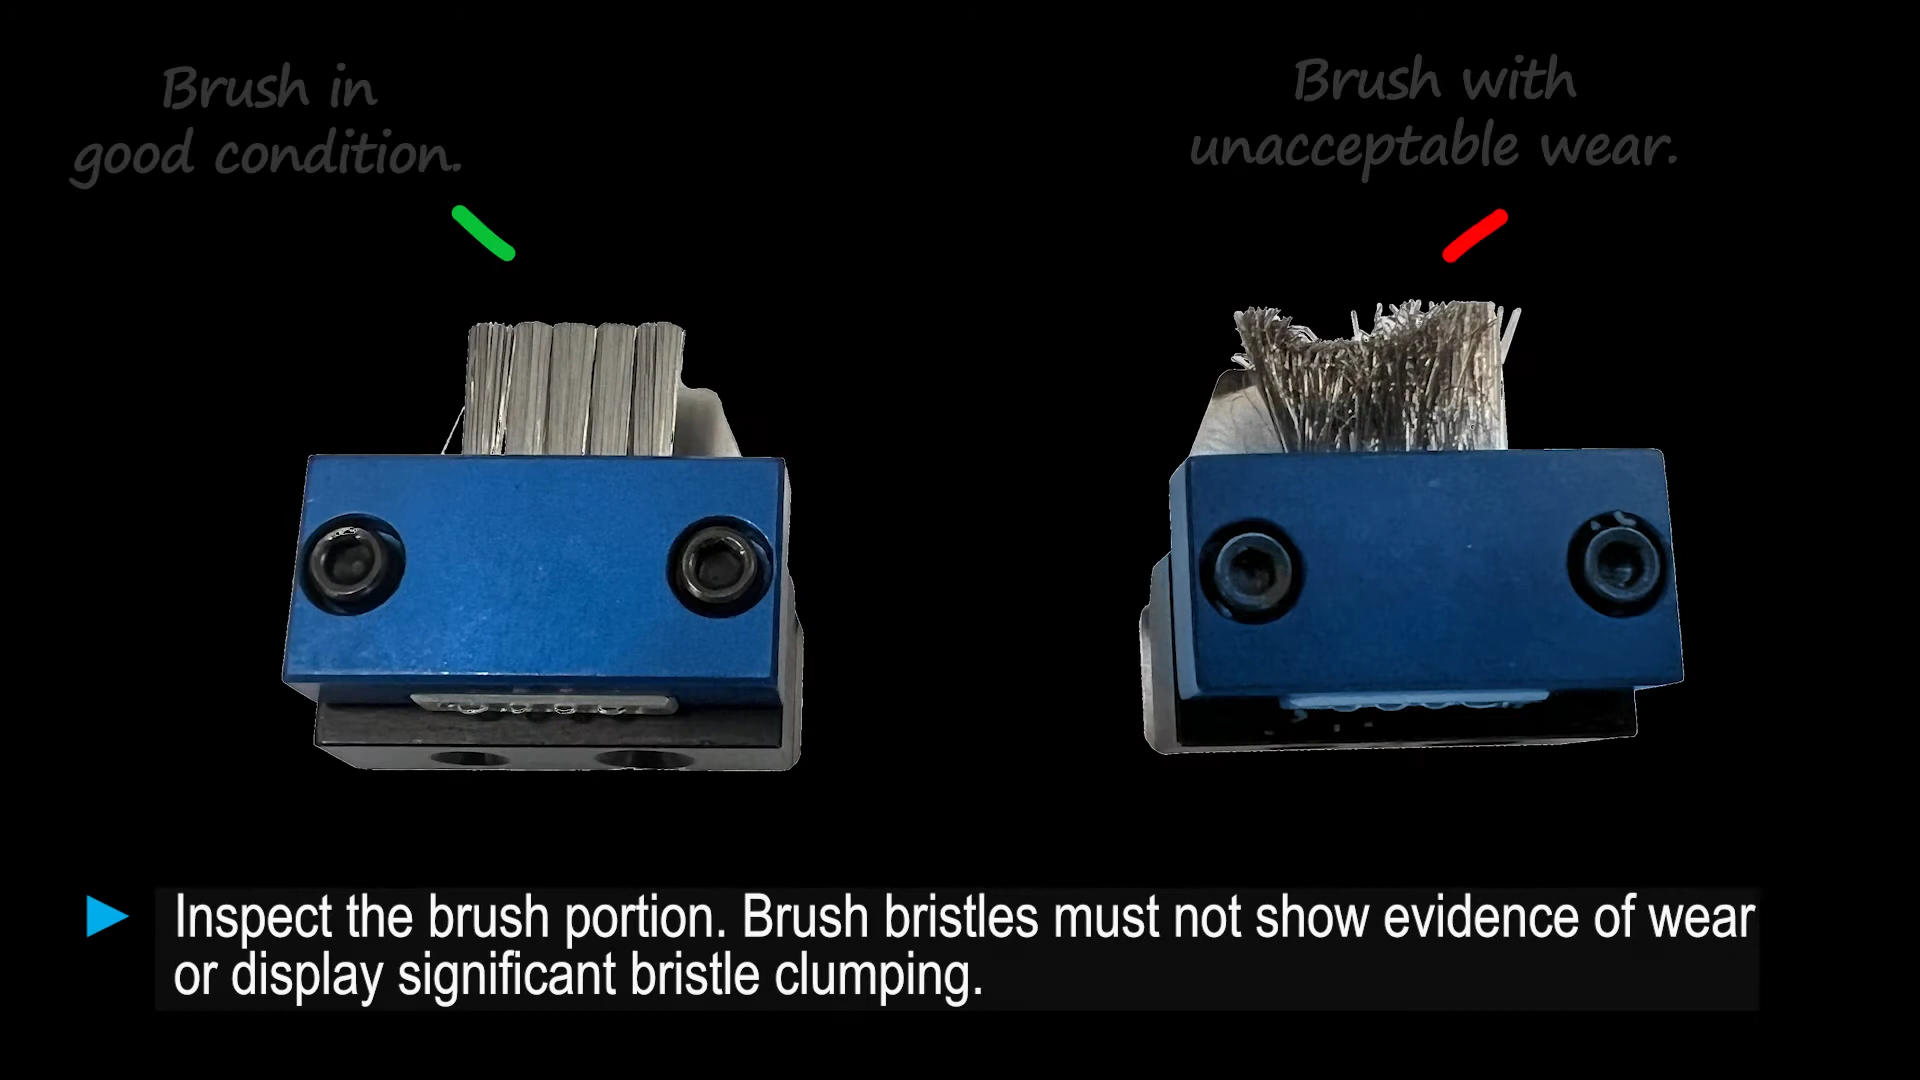 Brush in
good condition.
Brush with
unacceptable wear.
Inspect the brush portion. Brush bristles must not show evidence of wear
or display significant bristle clumping.